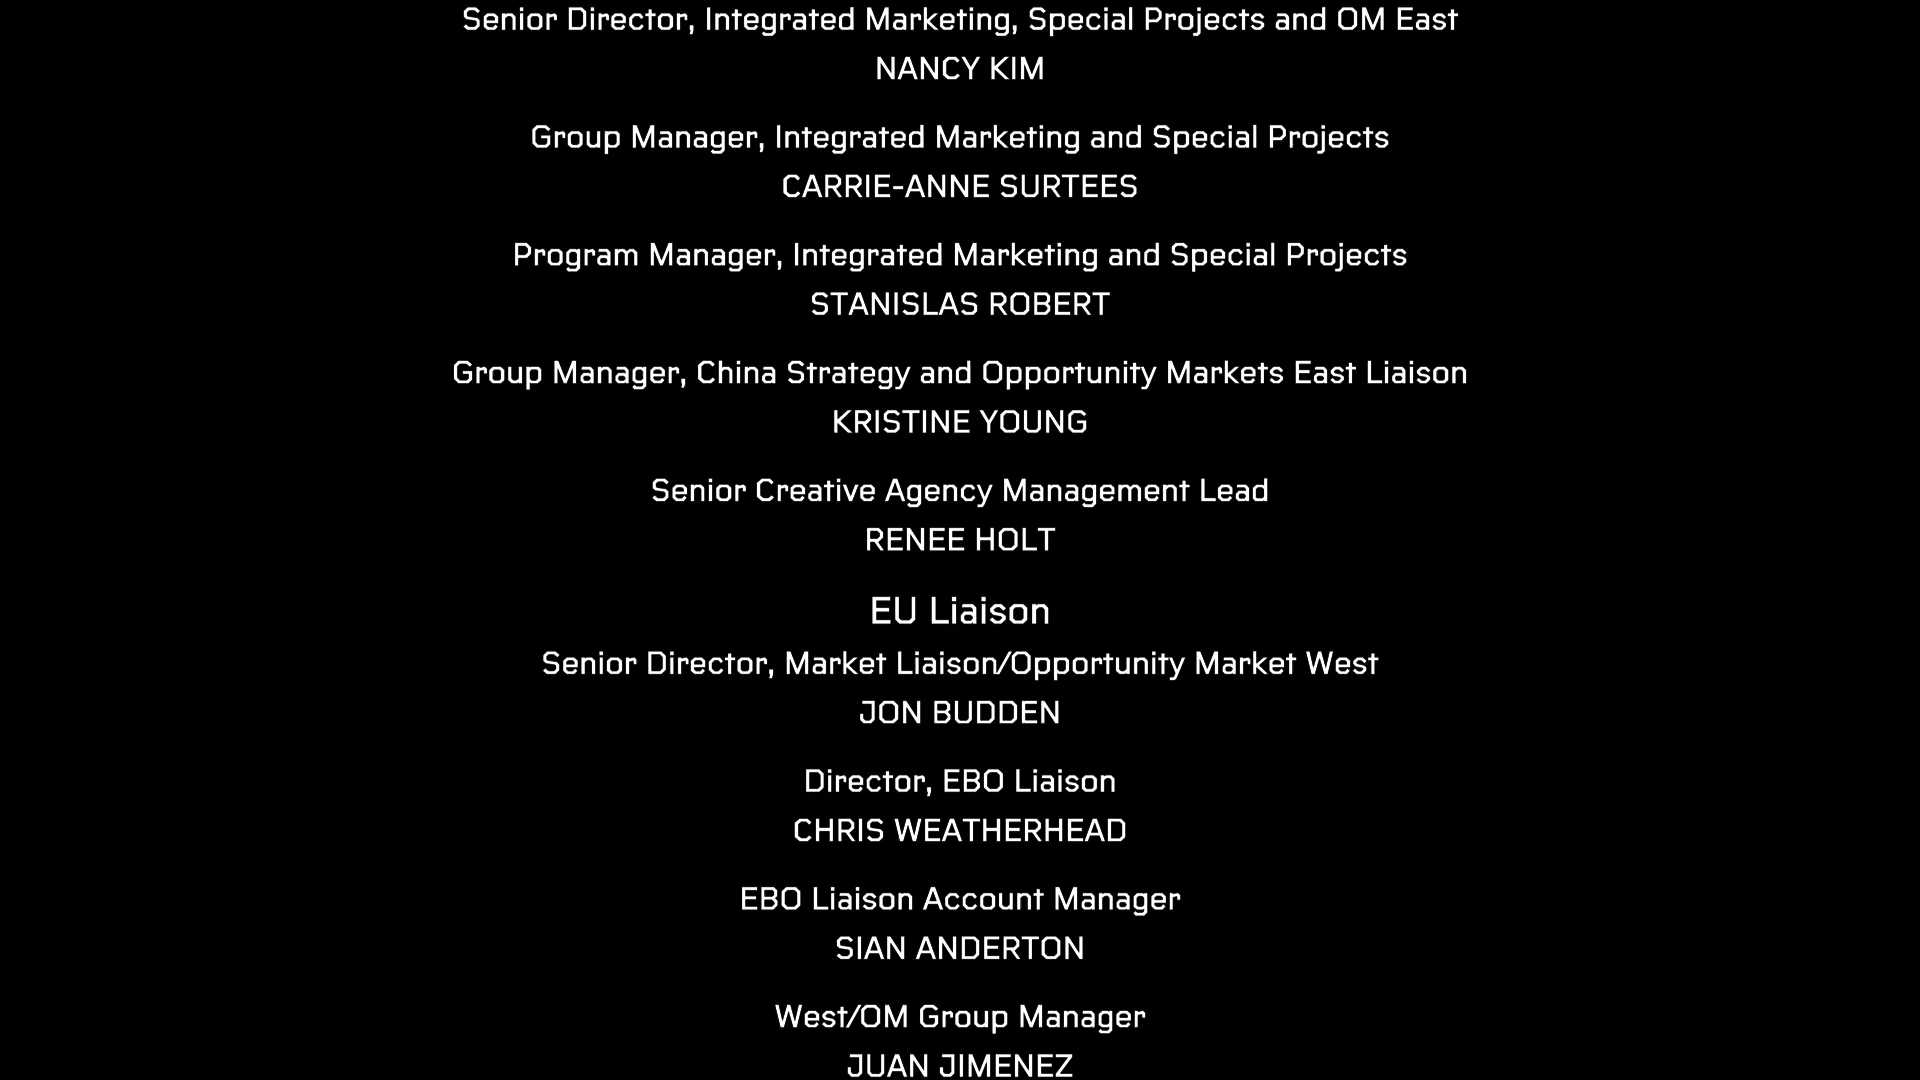 Senior Director, Integrated Marketing, Special Projects and OM East
NANCY KIM
Group Manager, Integrated Marketing and Special Projects
CARRIE-ANNE SURTEES
Program Manager, Integrated Marketing and Special Projects
STANISLAS ROBERT
Group Manager, China Strategy and Opportunity Markets East Liaison
KRISTINE YOUNG
Senior Creative Agency Management Lead
RENEE HOLT
EU Liaison
Senior Director, Market Liaison/Opportunity Market West
JON BUDDEN
Director, EBO Liaison
CHRIS WEATHERHEAD
EBO Liaison Account Manager
SIAN ANDERTON
West/OM Group Manager
JUAN JIMENEZ